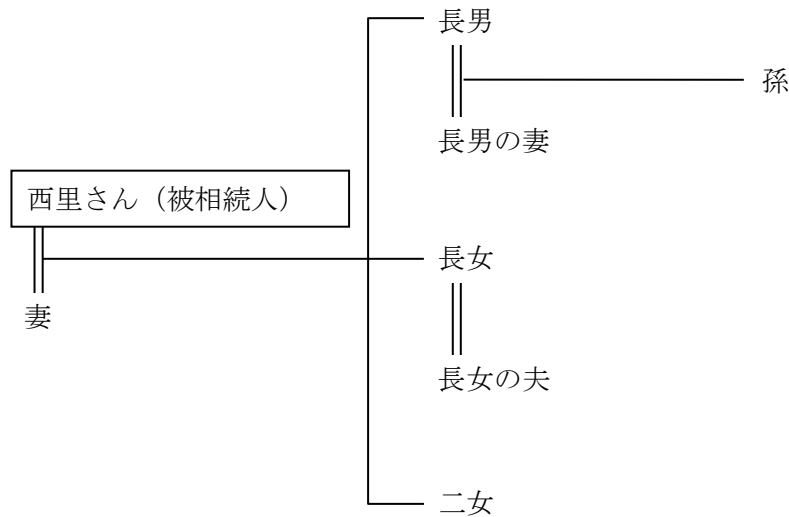 長男
孫
長男の妻
西里さん（被相続人）
長女
妻
長女の夫
二女